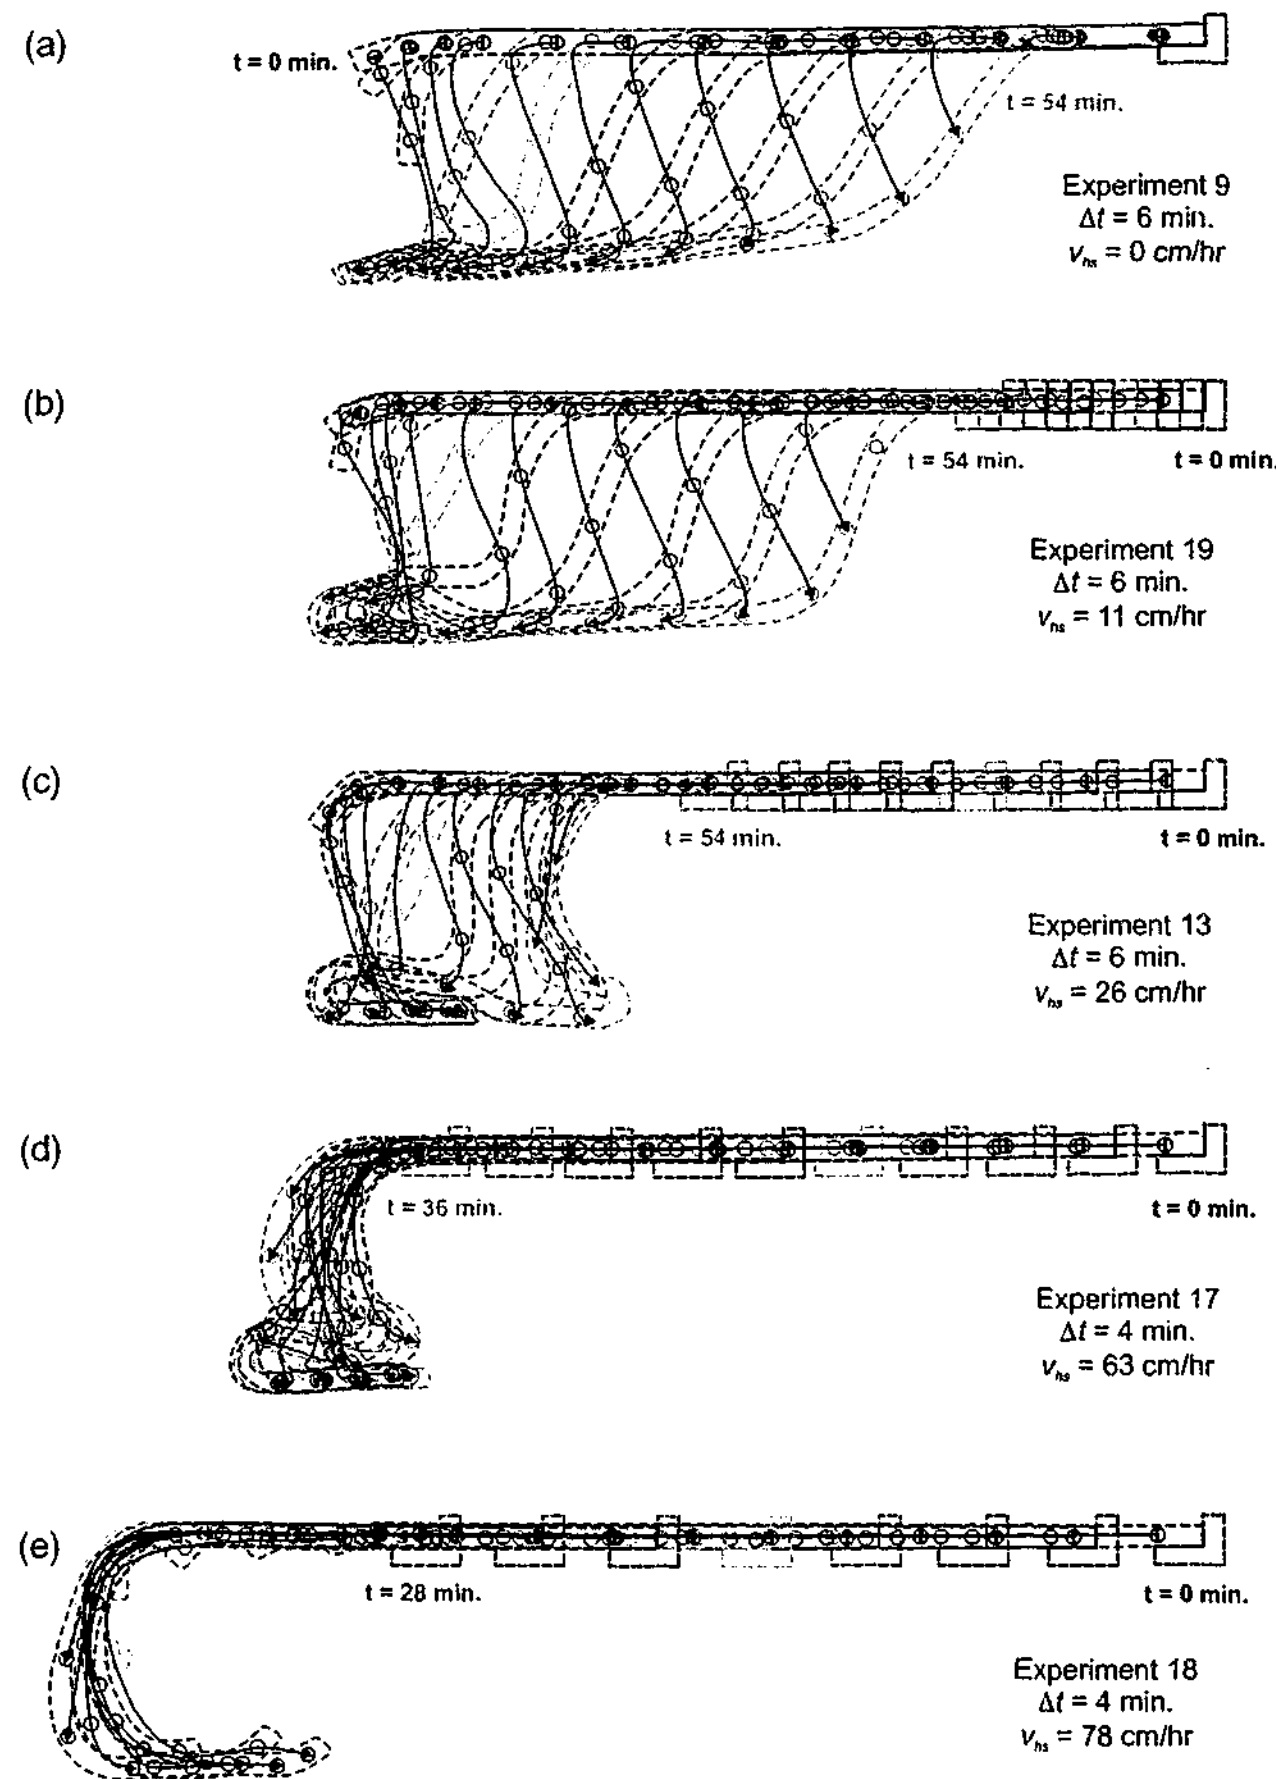 (a)
t = 0 min.
t = 54 min.
Experiment 9
Δt = 6 min.
vₕₛ = 0 cm/hr
(b)
t = 54 min.
t = 0 min.
Experiment 19
Δt = 6 min.
vₕₛ = 11 cm/hr
(c)
t = 54 min.
t = 0 min.
Experiment 13
Δt = 6 min.
vₕₛ = 26 cm/hr
(d)
t = 36 min.
t = 0 min.
Experiment 17
Δt = 4 min.
vₕₛ = 63 cm/hr
(e)
t = 28 min.
t = 0 min.
Experiment 18
Δt = 4 min.
vₕₛ = 78 cm/hr